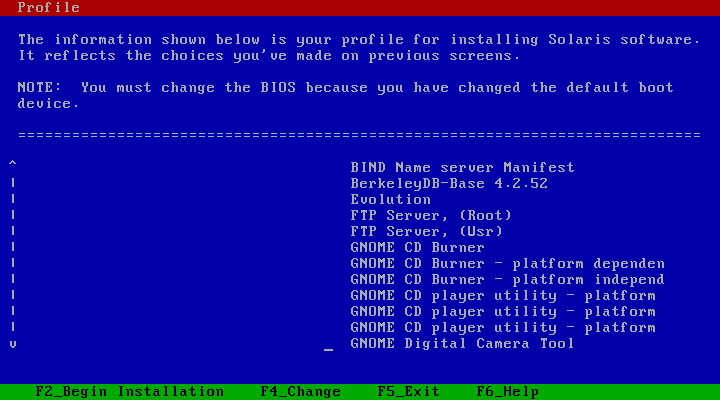 Profile
The information shown below is your profile for installing Solaris software.
It reflects the choices you've made on previous screens.
NOTE:  You must change the BIOS because you have changed the default boot
device.
============================================================================
BIND Name server Manifest
BerkeleyDB-Base 4.2.52
Evolution
FTP Server, (Root)
FTP Server, (Usr)
GNOME CD Burner
GNOME CD Burner - platform dependen
GNOME CD Burner - platform independ
GNOME CD player utility - platform
GNOME CD player utility - platform
GNOME CD player utility - platform
GNOME Digital Camera Tool
F2_Begin Installation    F4_Change    F5_Exit    F6_Help